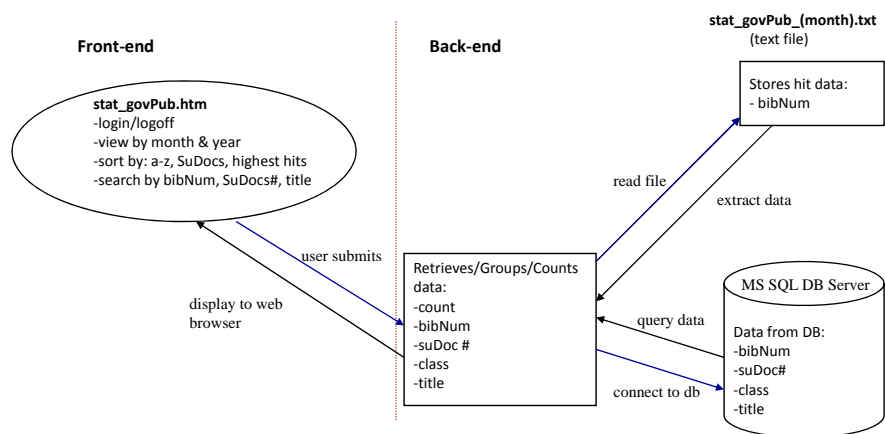 stat_govPub_(month).txt
(text file)
Front-end
Back-end
Stores hit data:
- bibNum
stat_govPub.htm
-login/logoff
-view by month & year
-sort by: a-z, SuDocs, highest hits
-search by bibNum, SuDocs#, title
read file
extract data
user submits
display to web
browser
Retrieves/Groups/Counts
data:
-count
-bibNum
-suDoc #
-class
-title
query data
connect to db
MS SQL DB Server
Data from DB:
-bibNum
-suDoc#
-class
-title